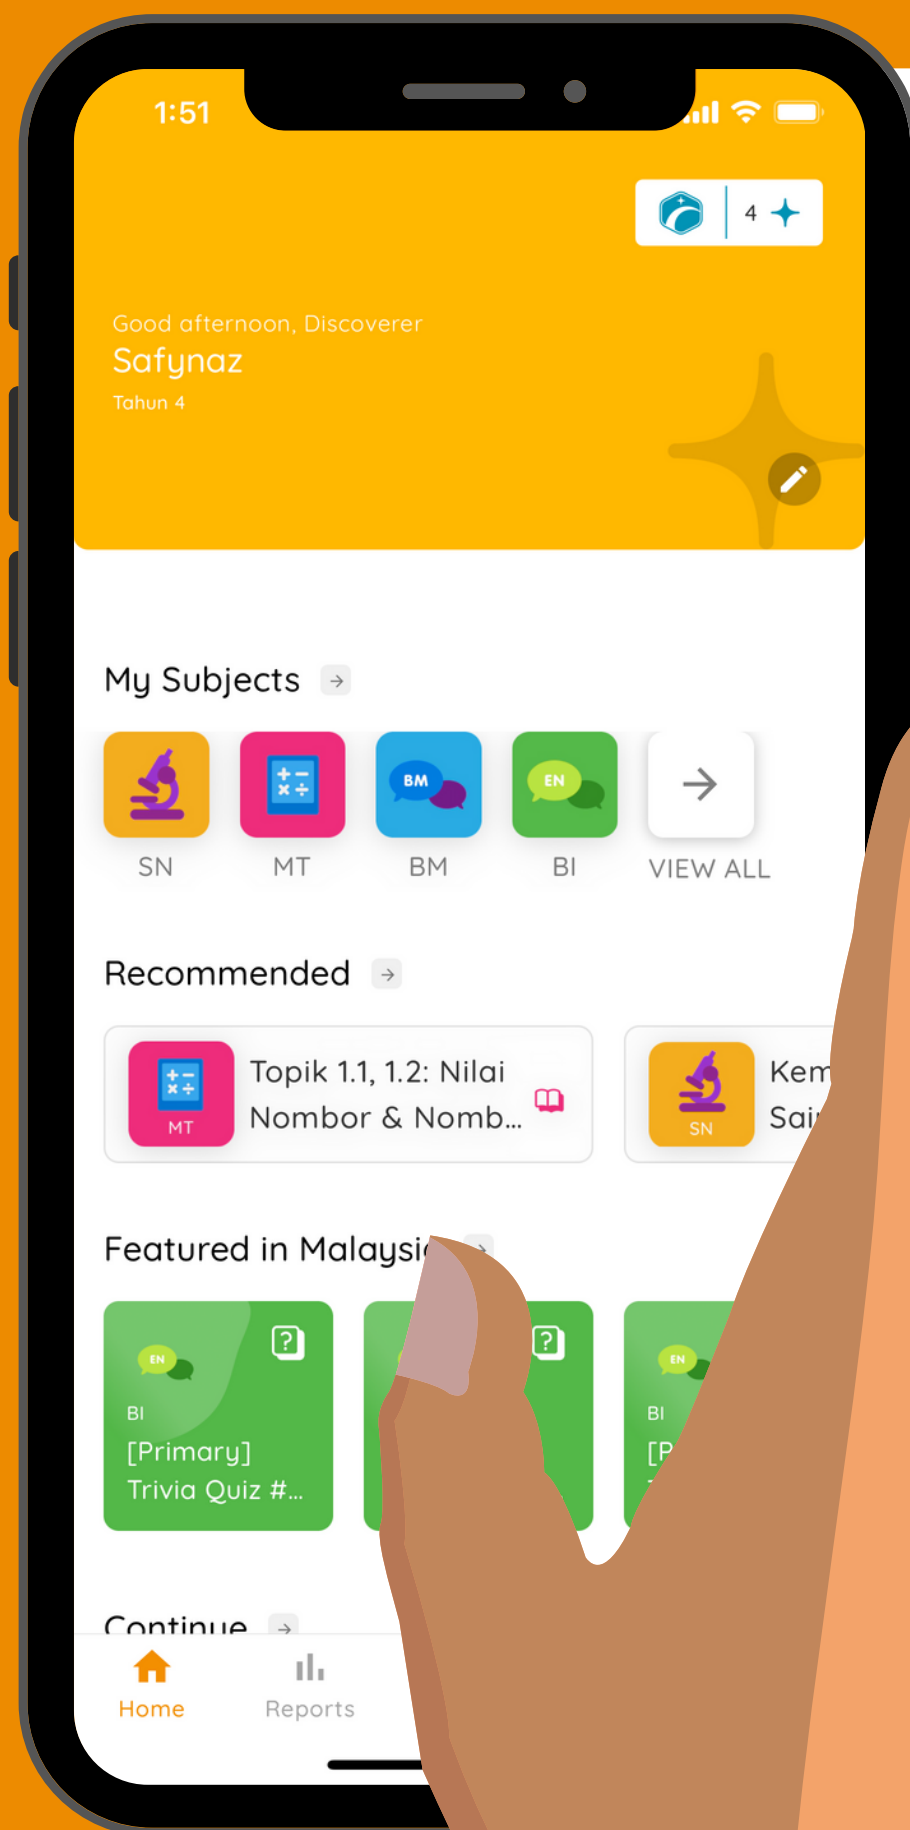 1:51
4
Good afternoon, Discoverer
Safynaz
Tahun 4
My Subjects
BM
EN
SN
MT
BM
BI
VIEW ALL
Recommended
MT
Topik 1.1, 1.2: Nilai
Nombor & Nomb...
SN
Featured in
EN
BI
[Primary]
Trivia Quiz #...
EN
BI
Continue
Home
Reports